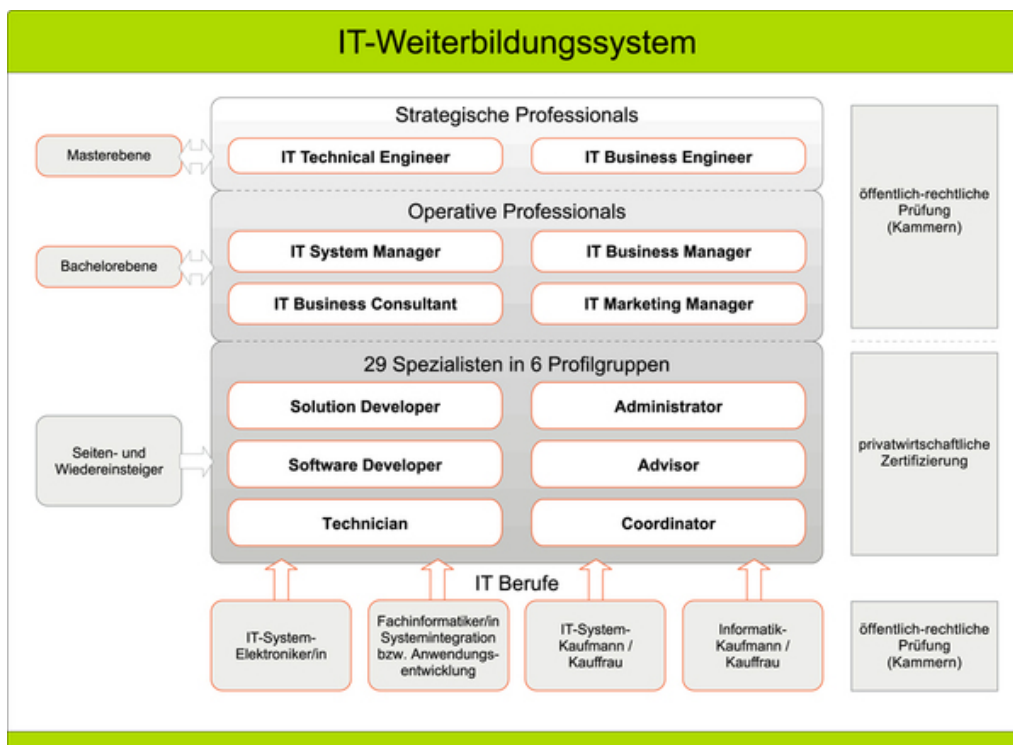 IT-Weiterbildungssystem
Strategische Professionals
Masterebene
IT Technical Engineer
IT Business Engineer
öffentlich-rechtliche
Prüfung
(Kammern)
Operative Professionals
Bachelorebene
IT System Manager
IT Business Manager
IT Business Consultant
IT Marketing Manager
29 Spezialisten in 6 Profilgruppen
Seiten- und
Wiedereinsteiger
Solution Developer
Administrator
Software Developer
Advisor
Technician
Coordinator
privatwirtschaftliche
Zertifizierung
IT Berufe
IT-System-
Elektroniker/in
Fachinformatiker/in
Systemintegration
bzw. Anwendungs-
entwicklung
IT-System-
Kaufmann /
Kauffrau
Informatik-
Kaufmann /
Kauffrau
öffentlich-rechtliche
Prüfung
(Kammern)